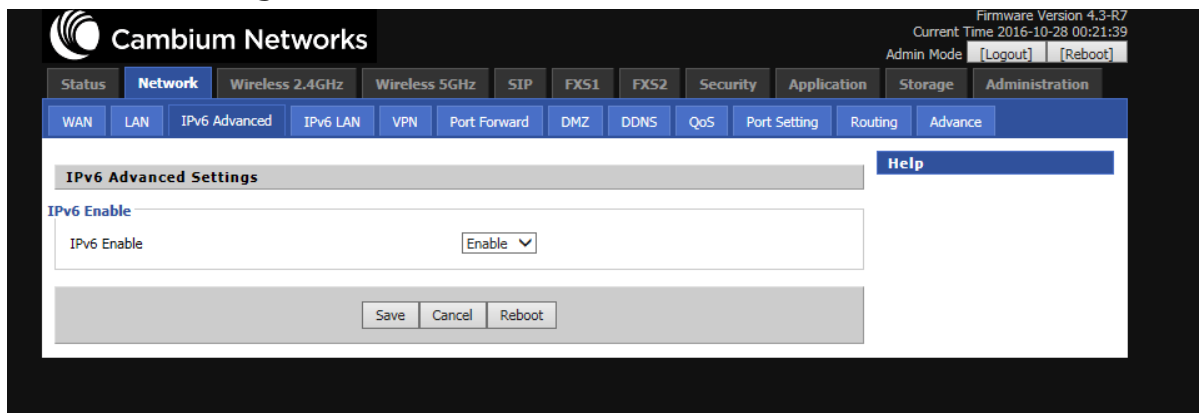 Firmware Version 4.3-R7
Current Time 2016-10-28 00:21:39
Cambium Networks
Admin Mode [Logout] [Reboot]
Status Network Wireless 2.4GHz Wireless 5GHz SIP FXS1 FXS2 Security Application Storage Administration
WAN LAN IPv6 Advanced IPv6 LAN VPN Port Forward DMZ DDNS QoS Port Setting Routing Advance
Help
IPv6 Advanced Settings
IPv6 Enable
IPv6 Enable Enable
Save Cancel Reboot